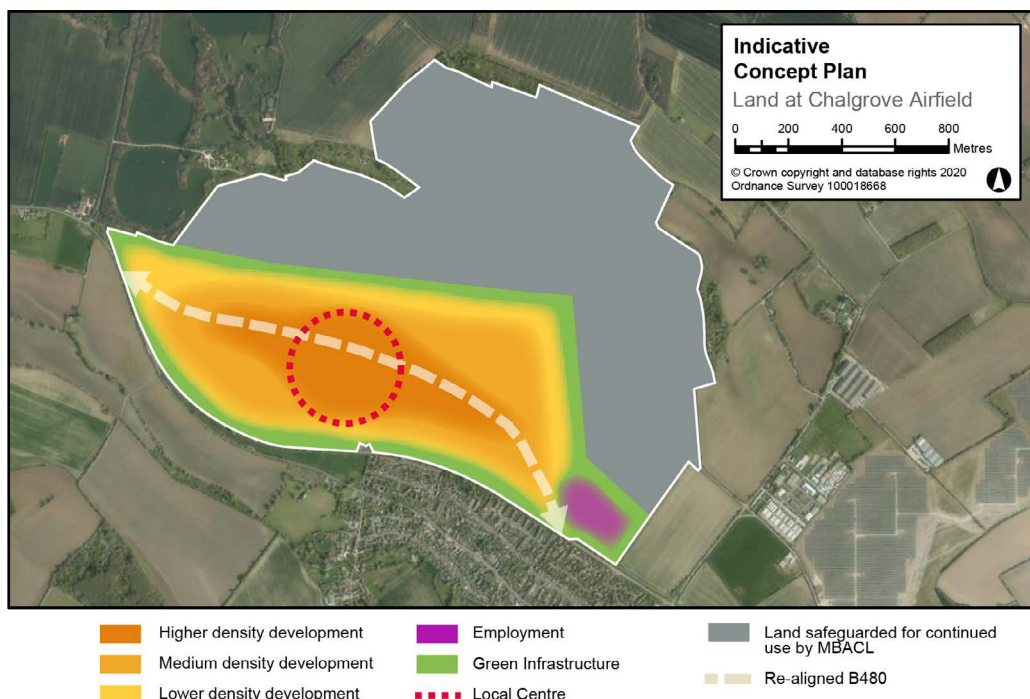 Indicative
Concept Plan
Land at Chalgrove Airfield
0 200 400 600 800
Metres
© Crown copyright and database rights 2020
Ordnance Survey 100018668
Higher density development
Medium density development
Lower density development
Employment
Green Infrastructure
Local Centre
Land safeguarded for continued
use by MBACL
Re-aligned B480